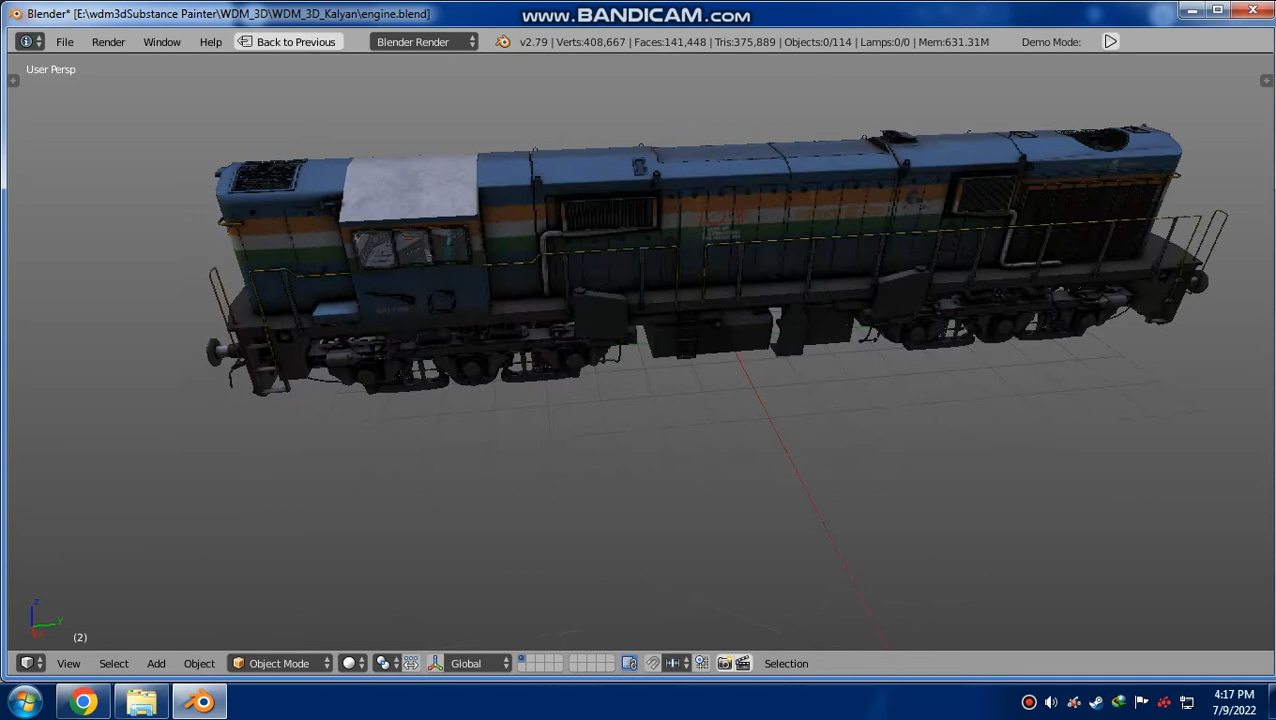 Blender* [E:\wdm3dSubstance Painter\WDM_3D\WDM_3D_Kalyan\engine.blend]
www.BANDICAM.com
File Render Window Help Back to Previous Blender Render v2.79 | Verts:408,667 | Faces:141,448 | Tris:375,889 | Objects:0/114 | Lamps:0/0 | Mem:631.31M Demo Mode:
User Persp
z
y
x
(2)
View Select Add Object Object Mode Global Selection
4:17 PM
7/9/2022